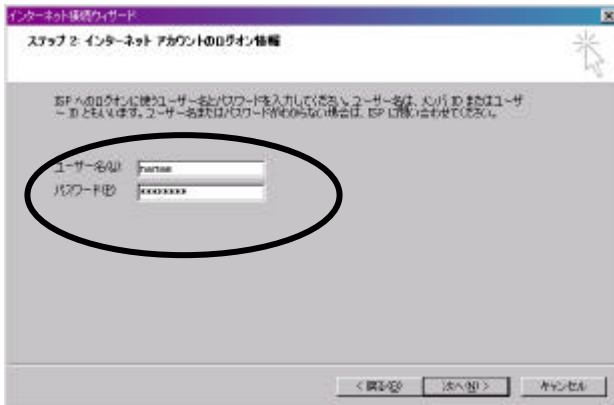 インターネット接続ウィザード
ステップ 2: インターネット アカウントのログオン情報
ISP へのログオンに使うユーザー名とパスワードを入力してください。ユーザー名は、メンバ ID またはユーザ
ー ID ともいいます。ユーザー名またはパスワードがわからない場合は、ISP に問い合わせてください。
ユーザー名(U)
パスワード(P) ********
< 戻る(B) 次へ(N) > キャンセル